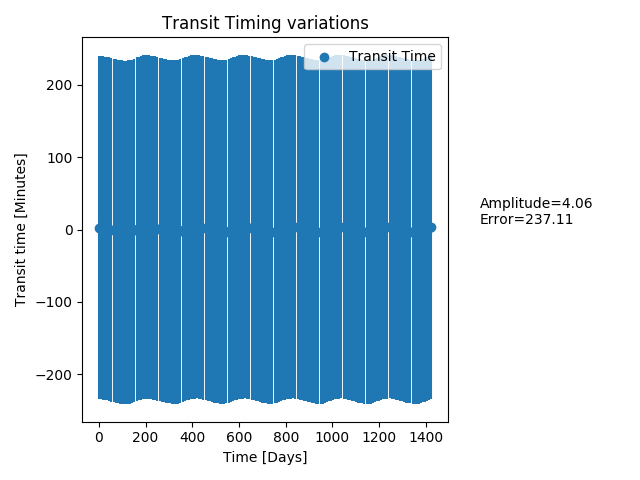 Transit Timing variations
Transit Time
200
100
0
−100
−200
Transit time [Minutes]
0 200 400 600 800 1000 1200 1400
Time [Days]
Amplitude=4.06
Error=237.11